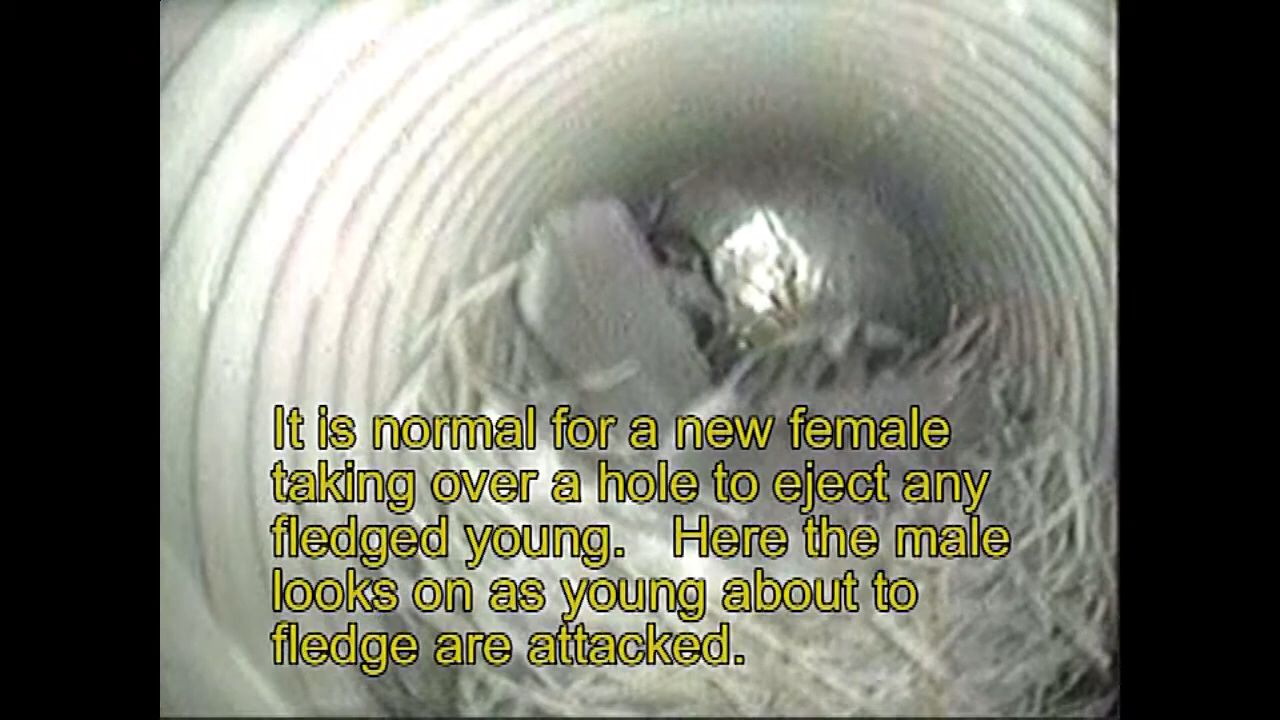 It is normal for a new female
taking over a hole to eject any
fledged young.   Here the male
looks on as young about to
fledge are attacked.